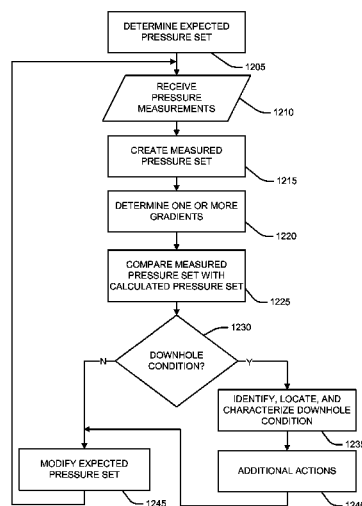 DETERMINE EXPECTED
PRESSURE SET
1205
RECEIVE
PRESSURE
MEASUREMENTS
1210
CREATE MEASURED
PRESSURE SET
1215
DETERMINE ONE OR MORE
GRADIENTS
1220
COMPARE MEASURED
PRESSURE SET WITH
CALCULATED PRESSURE SET
1225
1230
DOWNHOLE
CONDITION?
N
Y
IDENTIFY, LOCATE, AND
CHARACTERIZE DOWNHOLE
CONDITION
1235
MODIFY EXPECTED
PRESSURE SET
1245
ADDITIONAL ACTIONS
1240